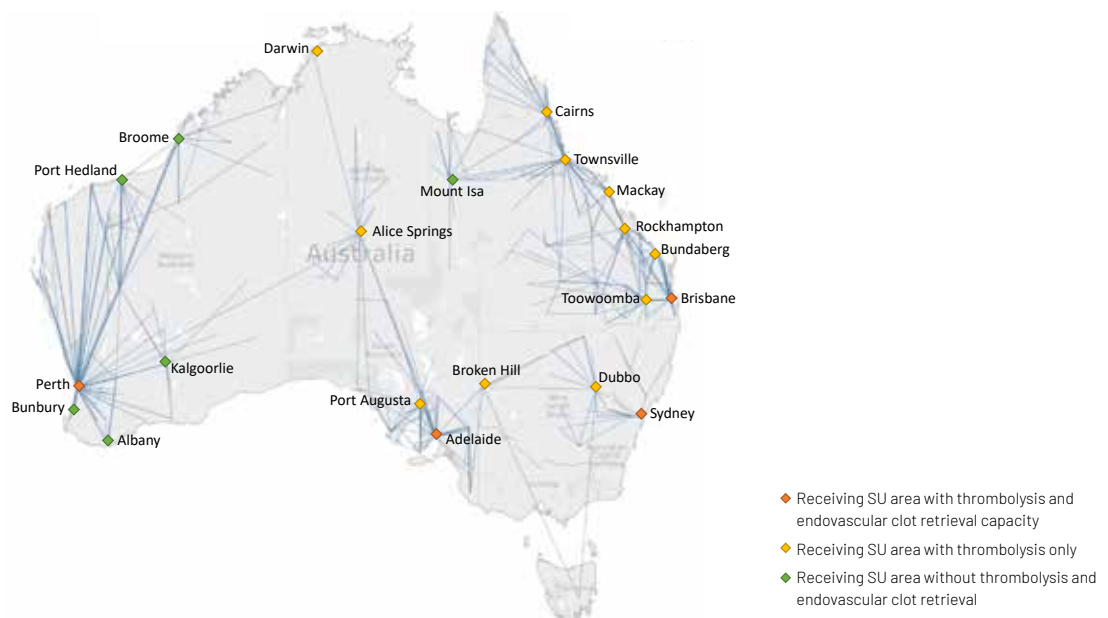 Darwin
Cairns
Broome
Townsville
Port Hedland
Mount Isa
Mackay
Rockhampton
Alice Springs
Australia
Bundaberg
Toowoomba
Brisbane
Kalgoorlie
Broken Hill
Dubbo
Perth
Port Augusta
Bunbury
Sydney
Albany
Adelaide
Receiving SU area with thrombolysis and
endovascular clot retrieval capacity
Receiving SU area with thrombolysis only
Receiving SU area without thrombolysis and
endovascular clot retrieval